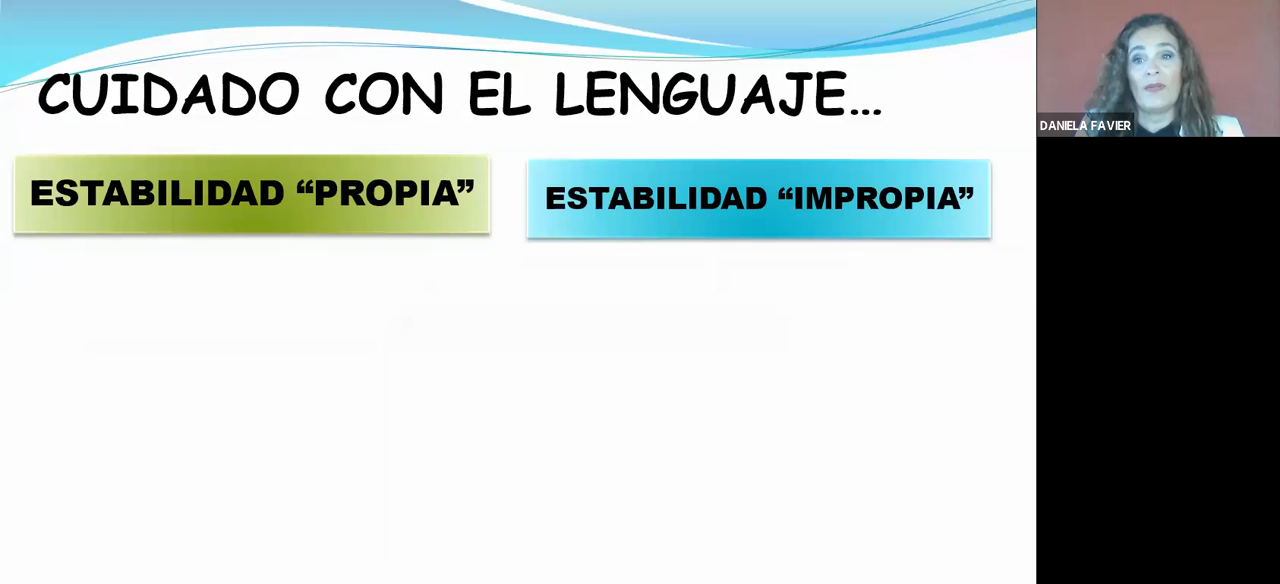 CUIDADO CON EL LENGUAJE...
ESTABILIDAD “PROPIA”
ESTABILIDAD “IMPROPIA”
DANIELA FAVIER